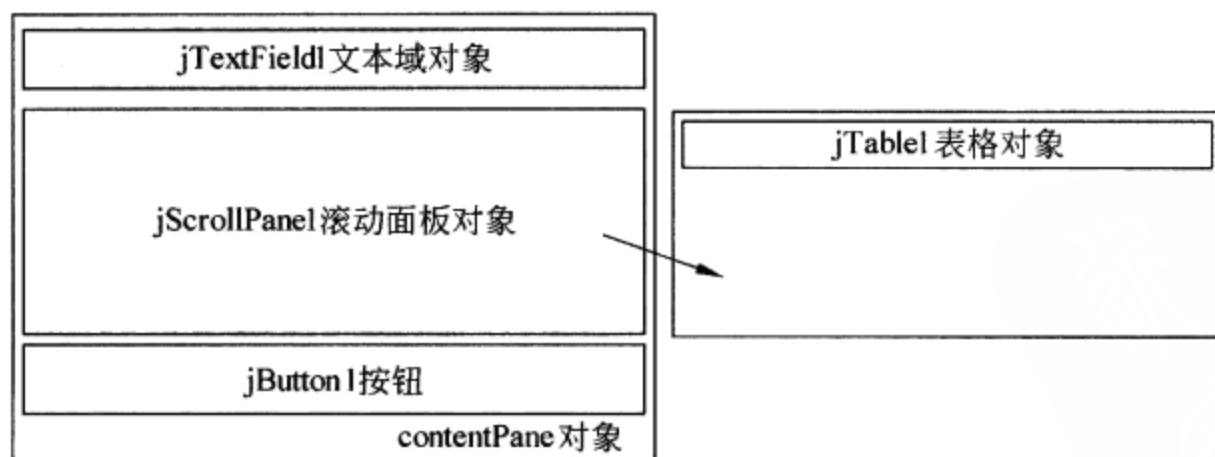 jTextField1文本域对象
jTable1表格对象
jScrollPane1滚动面板对象
jButton1按钮
contentPane对象